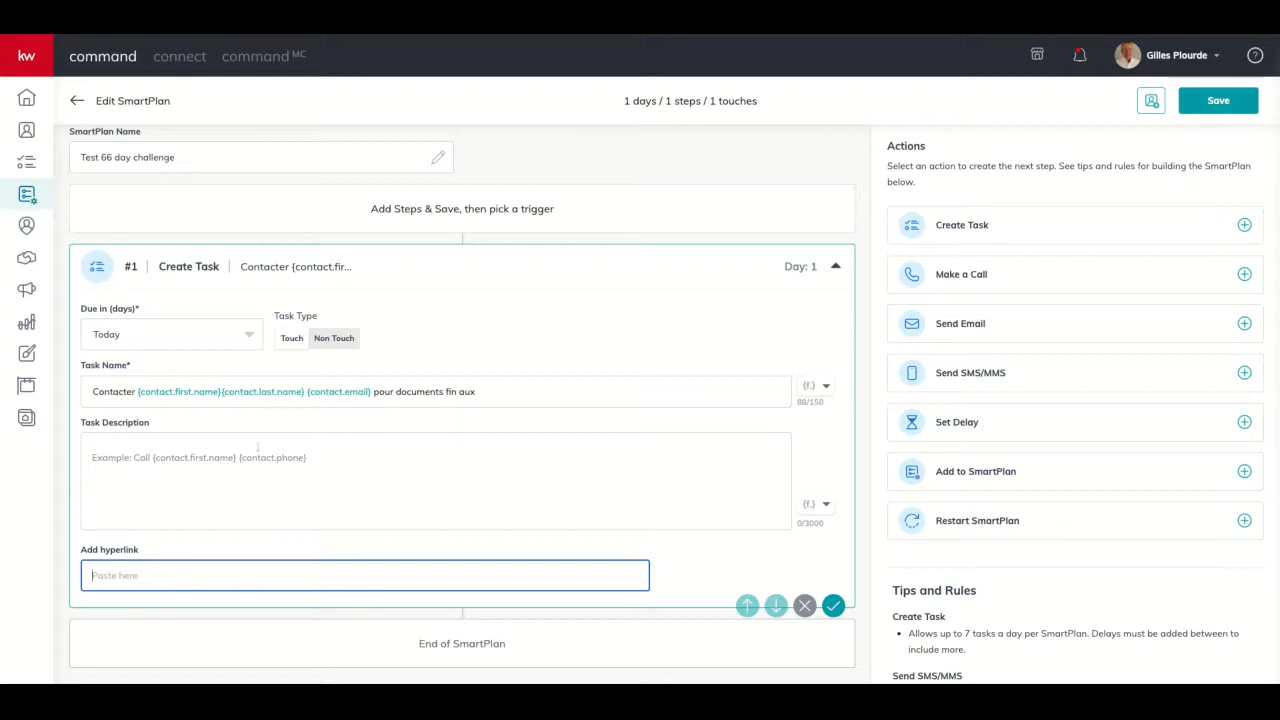 kw
command connect command MC
Gilles Plourde
?
Edit SmartPlan
1 days / 1 steps / 1 touches
Save
SmartPlan Name
Test 66 day challenge
Add Steps & Save, then pick a trigger
#1 Create Task Contacter {contact.fir...
Day: 1
Due in (days)*
Today
Task Type
Touch Non Touch
Task Name*
Contacter {contact.first.name}{contact.last.name} {contact.email} pour documents fin aux
{f.}
88/150
Task Description
Example: Call {contact.first.name} {contact.phone}
{f.}
0/3000
Add hyperlink
Paste here
End of SmartPlan
Actions
Select an action to create the next step. See tips and rules for building the SmartPlan
below.
Create Task
Make a Call
Send Email
Send SMS/MMS
Set Delay
Add to SmartPlan
Restart SmartPlan
Tips and Rules
Create Task
• Allows up to 7 tasks a day per SmartPlan. Delays must be added between to
include more.
Send SMS/MMS